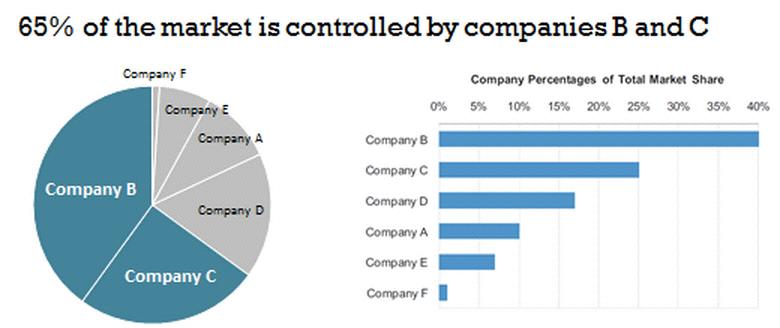 65% of the market is controlled by companies B and C
Company F
Company E
Company A
Company B
Company D
Company C
Company Percentages of Total Market Share
0% 5% 10% 15% 20% 25% 30% 35% 40%
Company B
Company C
Company D
Company A
Company E
Company F